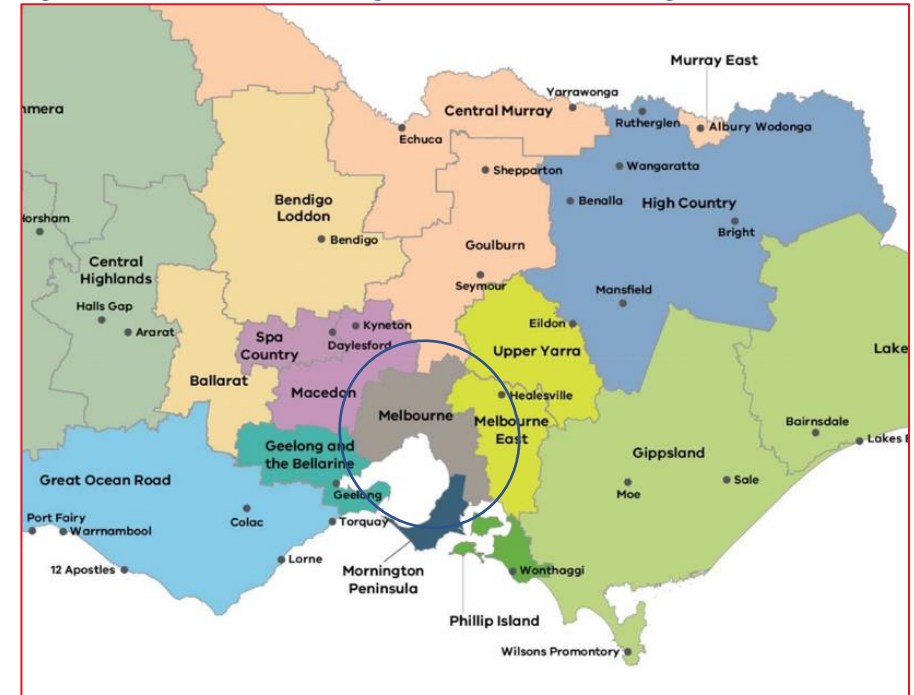 Murray East
Yarrawonga
Central Murray
Rutherglen
Albury Wodonga
Echuca
Shepparton
Wangaratta
Benalla
High Country
Bendigo
Loddon
Bright
Horsham
Bendigo
Goulburn
Central
Highlands
Seymour
Mansfield
Halls Gap
Ararat
Kyneton
Eildon
Spa
Country
Daylesford
Upper Yarra
Lake
Ballarat
Macedon
Healesville
Melbourne
Melbourne
East
Bairnsdale
Lakes
Geelong and
the Bellarine
Gippsland
Great Ocean Road
Geelong
Moe
Sale
Port Fairy
Colac
Torquay
Warrnambool
Lorne
12 Apostles
Mornington
Peninsula
Wonthaggi
Phillip Island
Wilsons Promontory